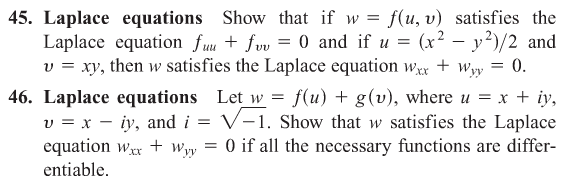 45. Laplace equations Show that if w = f(u, v) satisfies the
Laplace equation f_uu + f_vv = 0 and if u = (x² − y²)/2 and
v = xy, then w satisfies the Laplace equation w_xx + w_yy = 0.
46. Laplace equations Let w = f(u) + g(v), where u = x + iy,
v = x − iy, and i = √−1. Show that w satisfies the Laplace
equation w_xx + w_yy = 0 if all the necessary functions are differ-
entiable.